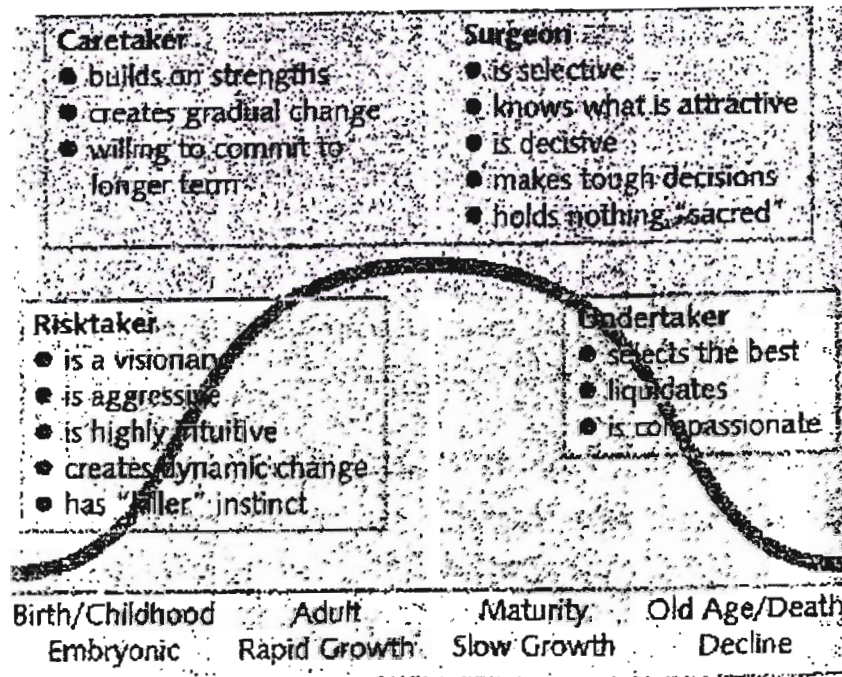 Caretaker
● builds on strengths
● creates gradual change
● willing to commit to
longer term
Surgeon
● is selective
● knows what is attractive
● is decisive
● makes tough decisions
● holds nothing "sacred"
Risktaker
● is a visionary
● is aggressive
● is highly intuitive
● creates dynamic change
● has "killer" instinct
Undertaker
● selects the best
● liquidates
● is compassionate
Birth/Childhood
Embryonic
Adult
Rapid Growth
Maturity
Slow Growth
Old Age/Death
Decline